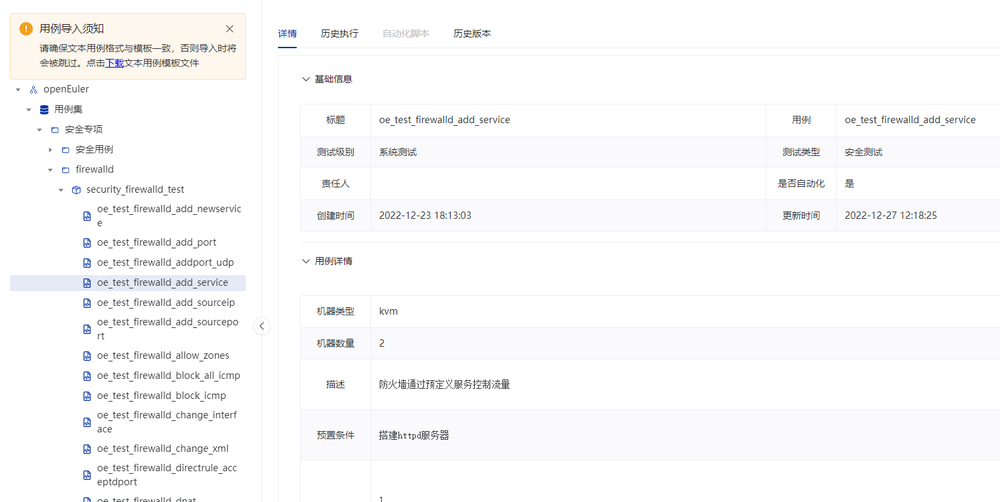 用例导入须知
请确保文本用例格式与模板一致，否则导入时将
会被跳过。点击下载文本用例模板文件
openEuler
用例集
安全专项
安全用例
firewalld
security_firewalld_test
oe_test_firewalld_add_newservic
e
oe_test_firewalld_add_port
oe_test_firewalld_addport_udp
oe_test_firewalld_add_service
oe_test_firewalld_add_sourceip
oe_test_firewalld_add_sourcepo
rt
oe_test_firewalld_allow_zones
oe_test_firewalld_block_all_icmp
oe_test_firewalld_block_icmp
oe_test_firewalld_change_interf
ace
oe_test_firewalld_change_xml
oe_test_firewalld_directrule_acc
eptdport
oe_test_firewalld_dnat
详情 历史执行 自动化脚本 历史版本
基础信息
标题 oe_test_firewalld_add_service 用例 oe_test_firewalld_add_service
测试级别 系统测试 测试类型 安全测试
责任人 是否自动化 是
创建时间 2022-12-23 18:13:03 更新时间 2022-12-27 12:18:25
用例详情
机器类型 kvm
机器数量 2
描述 防火墙通过预定义服务控制流量
预置条件 搭建httpd服务器
1